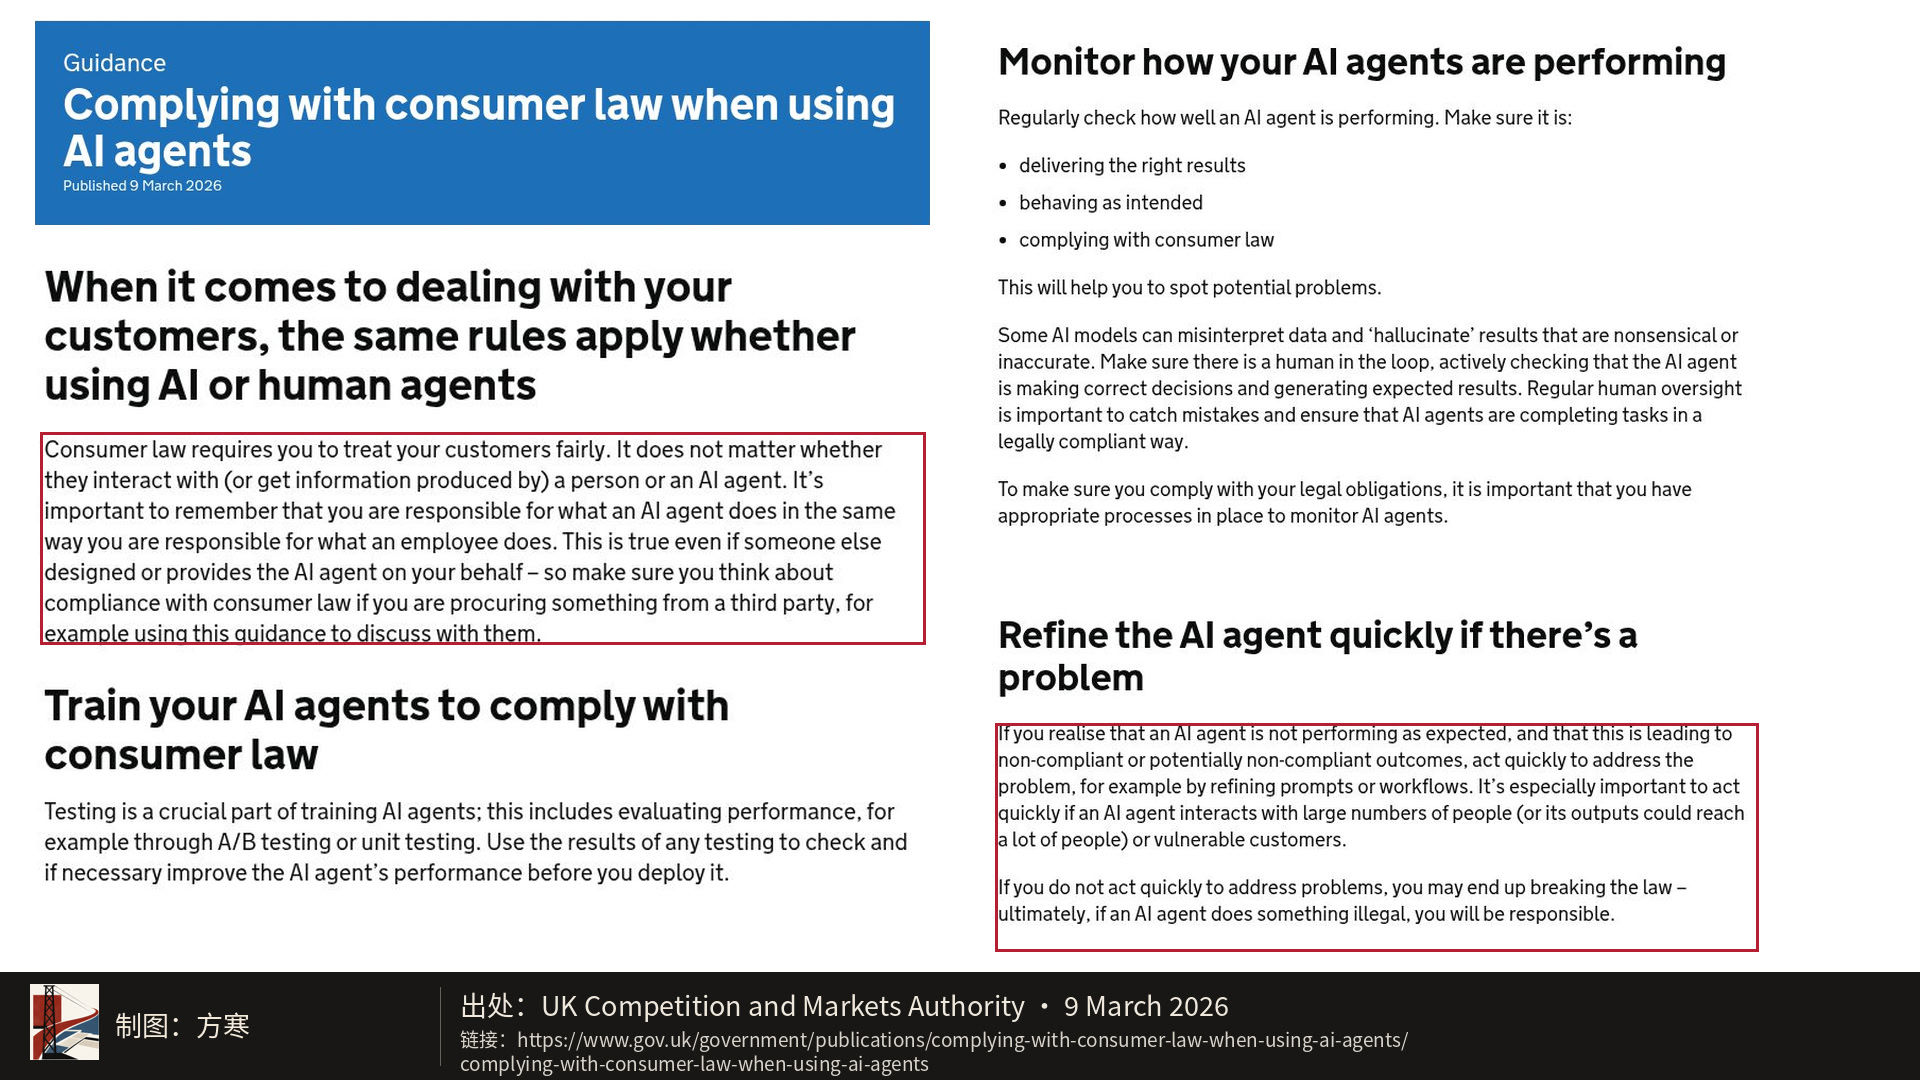 Guidance
Complying with consumer law when using
AI agents
Published 9 March 2026
When it comes to dealing with your
customers, the same rules apply whether
using AI or human agents
Consumer law requires you to treat your customers fairly. It does not matter whether
they interact with (or get information produced by) a person or an AI agent. It’s
important to remember that you are responsible for what an AI agent does in the same
way you are responsible for what an employee does. This is true even if someone else
designed or provides the AI agent on your behalf – so make sure you think about
compliance with consumer law if you are procuring something from a third party, for
example using this guidance to discuss with them.
Train your AI agents to comply with
consumer law
Testing is a crucial part of training AI agents; this includes evaluating performance, for
example through A/B testing or unit testing. Use the results of any testing to check and
if necessary improve the AI agent’s performance before you deploy it.
Monitor how your AI agents are performing
Regularly check how well an AI agent is performing. Make sure it is:
• delivering the right results
• behaving as intended
• complying with consumer law
This will help you to spot potential problems.
Some AI models can misinterpret data and ‘hallucinate’ results that are nonsensical or
inaccurate. Make sure there is a human in the loop, actively checking that the AI agent
is making correct decisions and generating expected results. Regular human oversight
is important to catch mistakes and ensure that AI agents are completing tasks in a
legally compliant way.
To make sure you comply with your legal obligations, it is important that you have
appropriate processes in place to monitor AI agents.
Refine the AI agent quickly if there’s a
problem
If you realise that an AI agent is not performing as expected, and that this is leading to
non-compliant or potentially non-compliant outcomes, act quickly to address the
problem, for example by refining prompts or workflows. It’s especially important to act
quickly if an AI agent interacts with large numbers of people (or its outputs could reach
a lot of people) or vulnerable customers.
If you do not act quickly to address problems, you may end up breaking the law –
ultimately, if an AI agent does something illegal, you will be responsible.
制图：方寒
出处：UK Competition and Markets Authority · 9 March 2026
链接：https://www.gov.uk/government/publications/complying-with-consumer-law-when-using-ai-agents/
complying-with-consumer-law-when-using-ai-agents